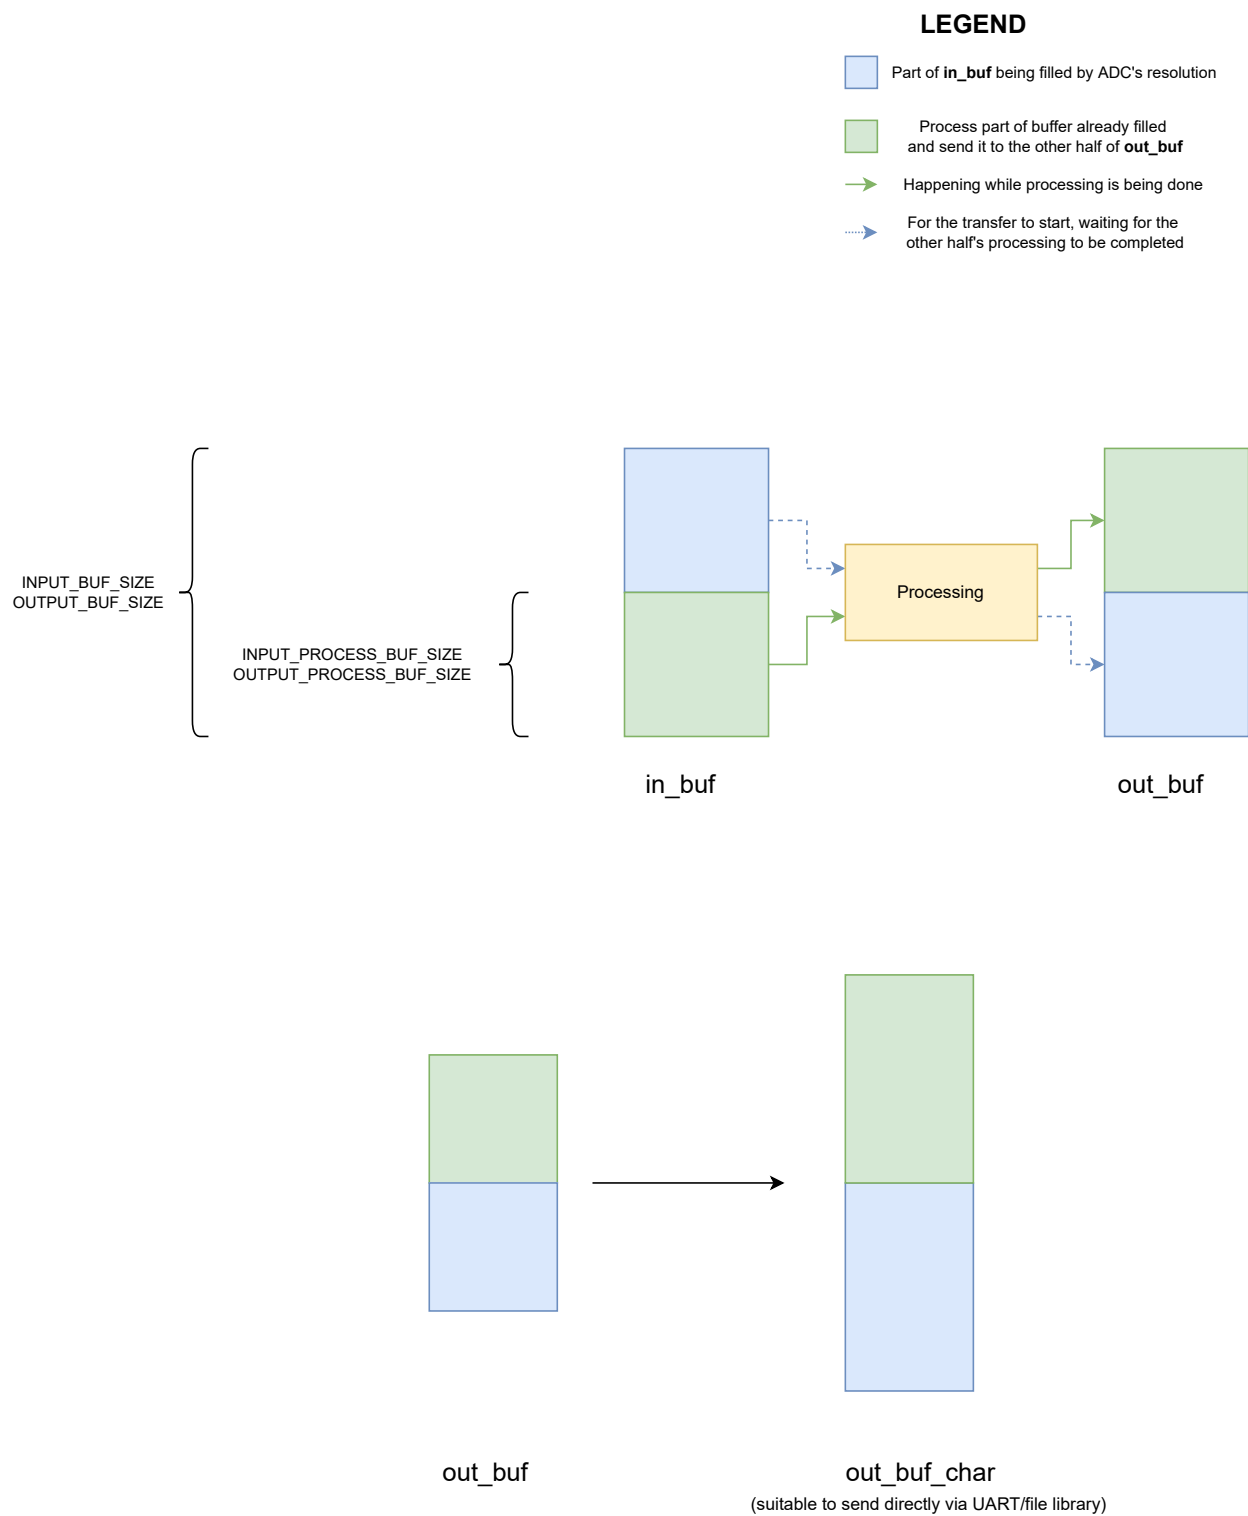 LEGEND
Part of in_buf being filled by ADC's resolution
Process part of buffer already filled
and send it to the other half of out_buf
Happening while processing is being done
For the transfer to start, waiting for the
other half's processing to be completed
INPUT_BUF_SIZE
OUTPUT_BUF_SIZE
INPUT_PROCESS_BUF_SIZE
OUTPUT_PROCESS_BUF_SIZE
Processing
in_buf
out_buf
out_buf
out_buf_char
(suitable to send directly via UART/file library)